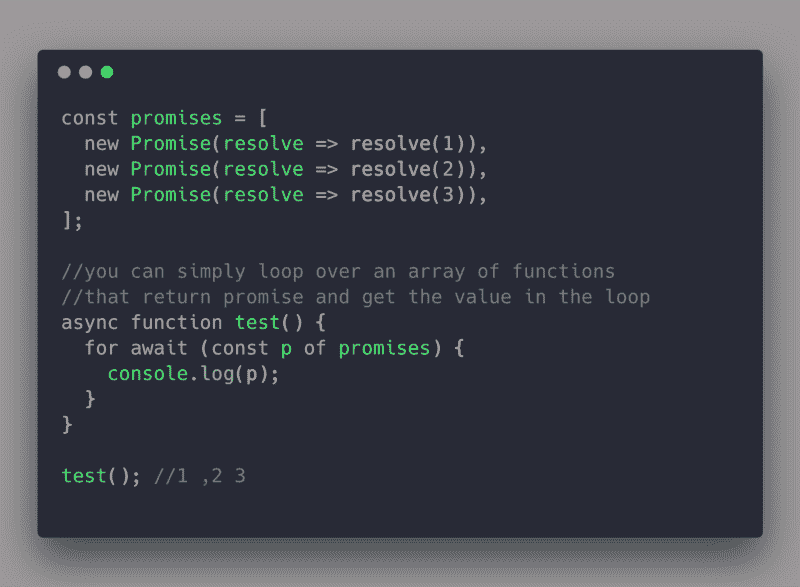 const promises = [
  new Promise(resolve => resolve(1)),
  new Promise(resolve => resolve(2)),
  new Promise(resolve => resolve(3)),
];

//you can simply loop over an array of functions
//that return promise and get the value in the loop
async function test() {
  for await (const p of promises) {
    console.log(p);
  }
}

test(); //1 ,2 3